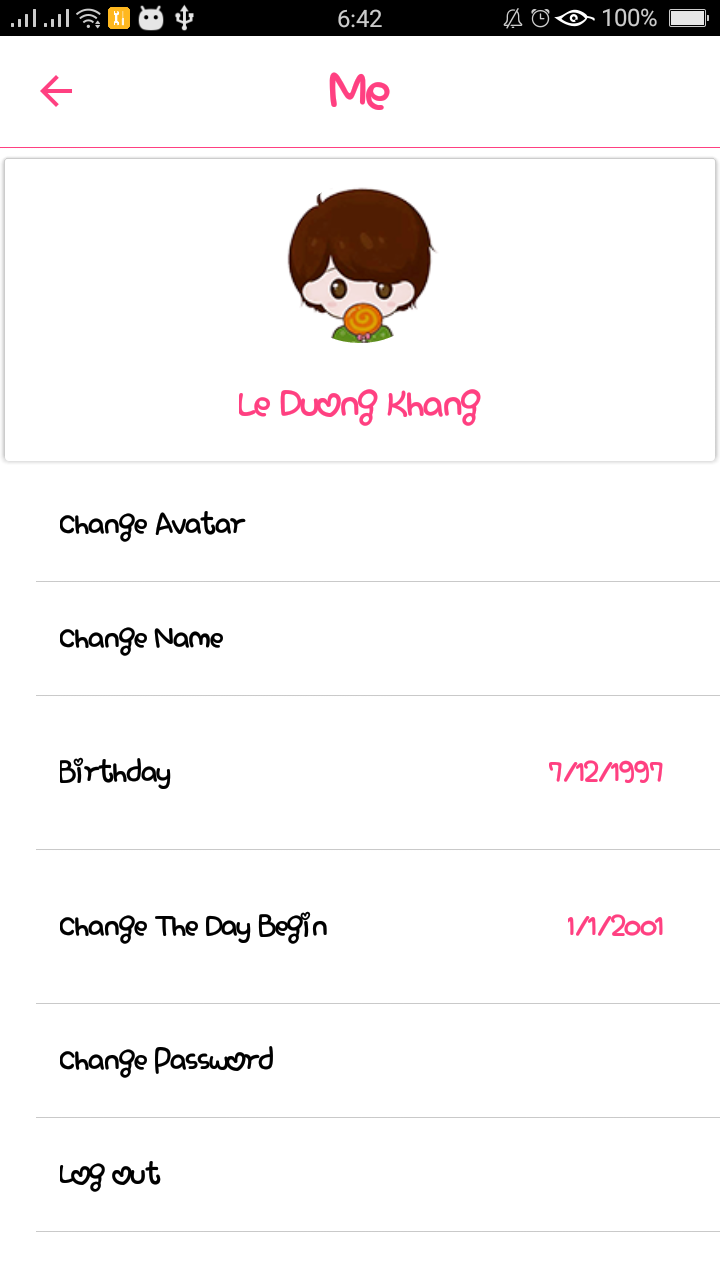 6:42
100%
Me
Le Duong Khang
Change Avatar
Change Name
Birthday 7/12/1997
Change The Day Begin 1/1/2001
Change Password
Log out